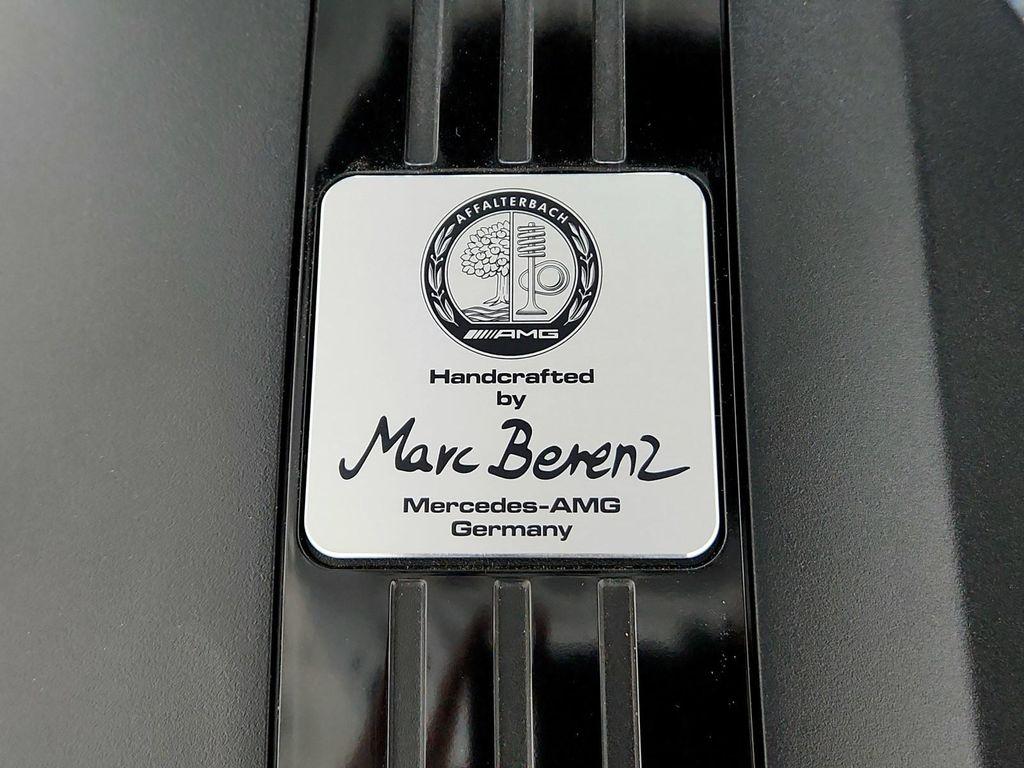 AFFALTERBACH
AMG
Handcrafted
by
Marc Berenz
Mercedes-AMG
Germany